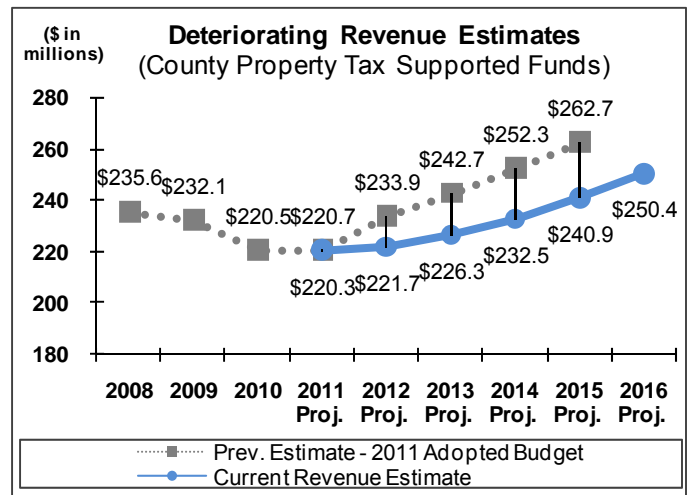 ($ in
millions)
Deteriorating Revenue Estimates
(County Property Tax Supported Funds)
280
260
240
220
200
180
$235.6
$232.1
$220.5
$220.7
$233.9
$242.7
$252.3
$262.7
$220.3
$221.7
$226.3
$232.5
$240.9
$250.4
2008 2009 2010 2011 2012 2013 2014 2015 2016
Proj. Proj. Proj. Proj. Proj. Proj.
Prev. Estimate - 2011 Adopted Budget
Current Revenue Estimate